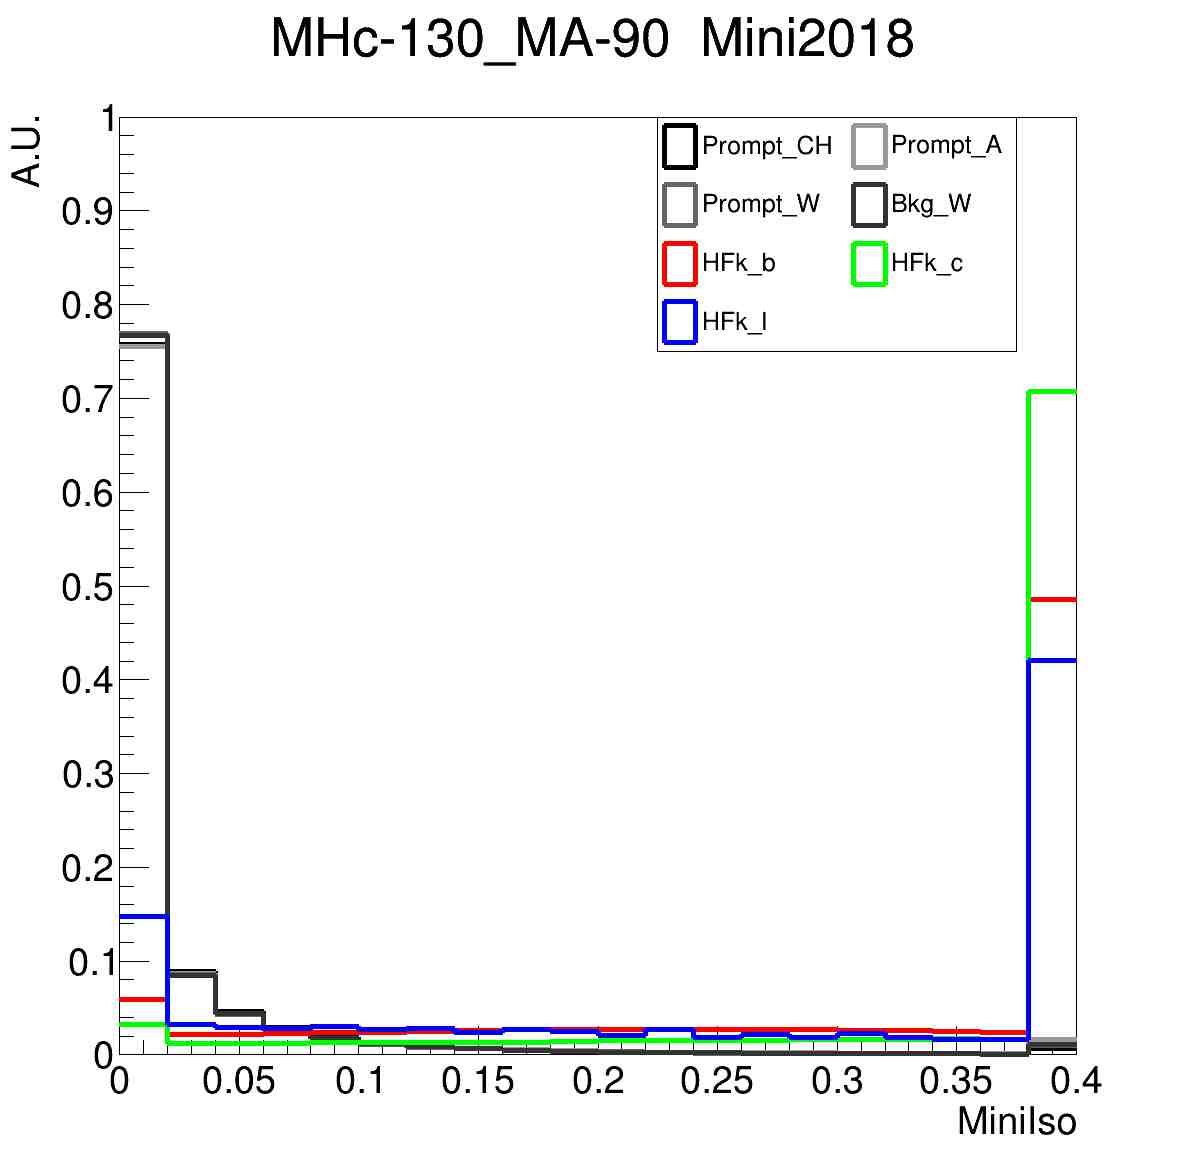 MHc-130_MA-90  Mini2018
A.U.
Prompt_CH Prompt_A
Prompt_W Bkg_W
HFk_b HFk_c
HFk_l
1
0.9
0.8
0.7
0.6
0.5
0.4
0.3
0.2
0.1
0
0 0.05 0.1 0.15 0.2 0.25 0.3 0.35 0.4
MiniIso